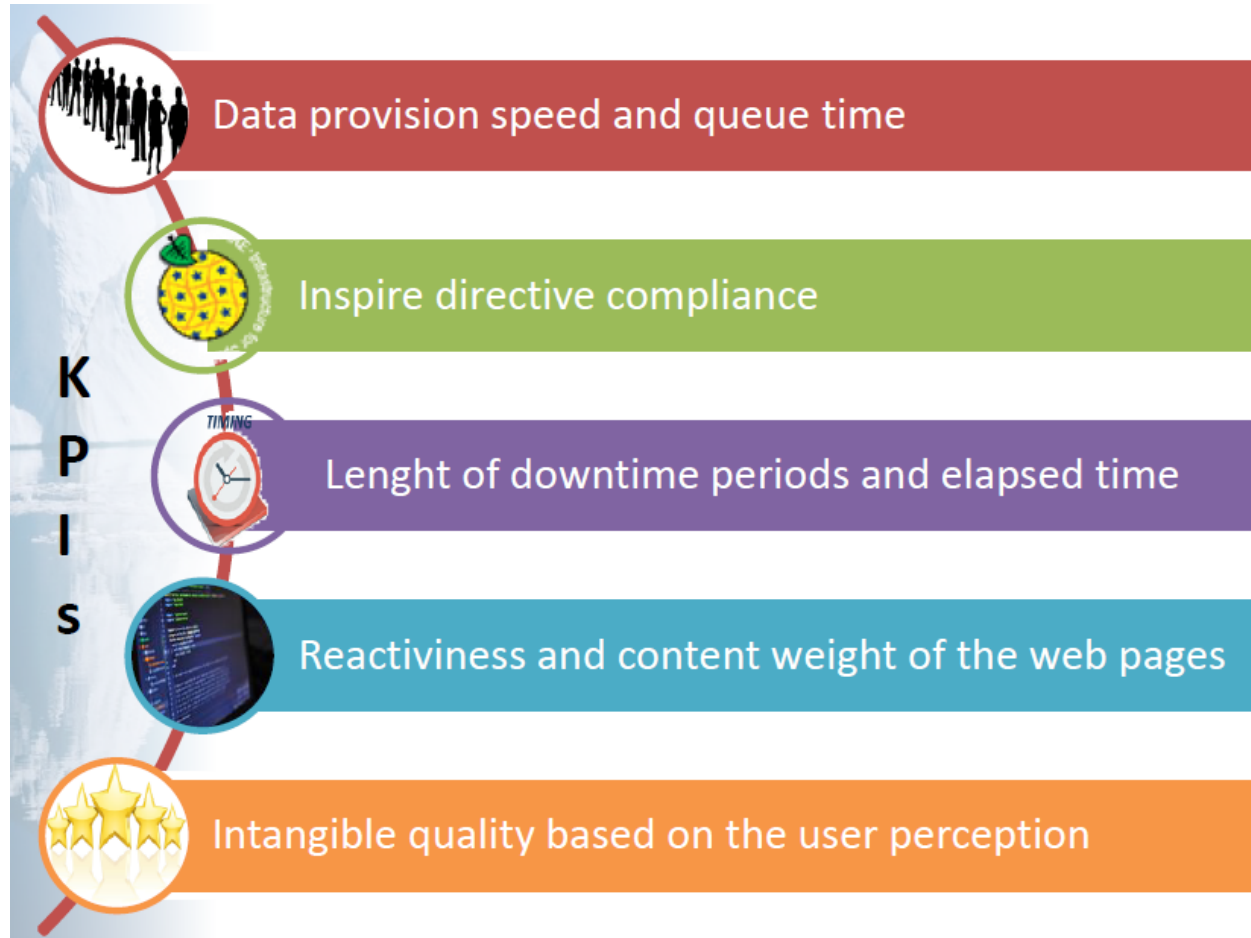 Data provision speed and queue time
Inspire directive compliance
K
P
I
s
TIMING
Lenght of downtime periods and elapsed time
Reactiviness and content weight of the web pages
Intangible quality based on the user perception